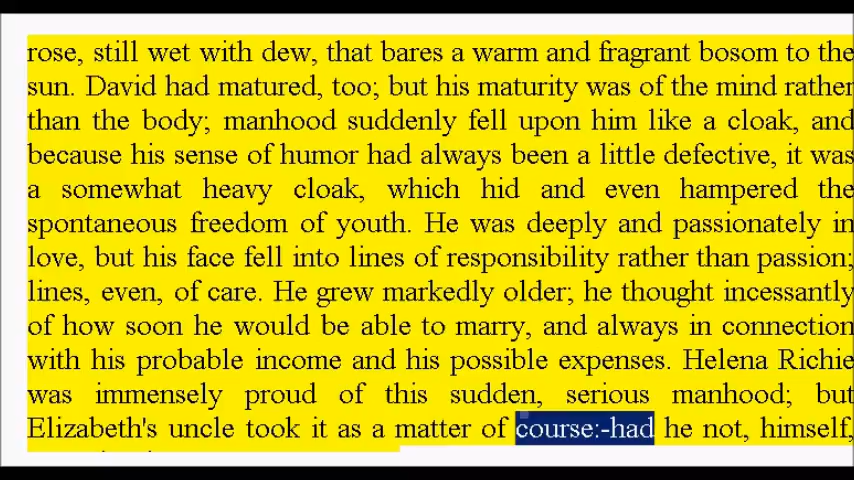 rose, still wet with dew, that bares a warm and fragrant bosom to the
sun. David had matured, too; but his maturity was of the mind rather
than the body; manhood suddenly fell upon him like a cloak, and
because his sense of humor had always been a little defective, it was
a somewhat heavy cloak, which hid and even hampered the
spontaneous freedom of youth. He was deeply and passionately in
love, but his face fell into lines of responsibility rather than passion;
lines, even, of care. He grew markedly older; he thought incessantly
of how soon he would be able to marry, and always in connection
with his probable income and his possible expenses. Helena Richie
was immensely proud of this sudden, serious manhood; but
Elizabeth's uncle took it as a matter of course:-had he not, himself,